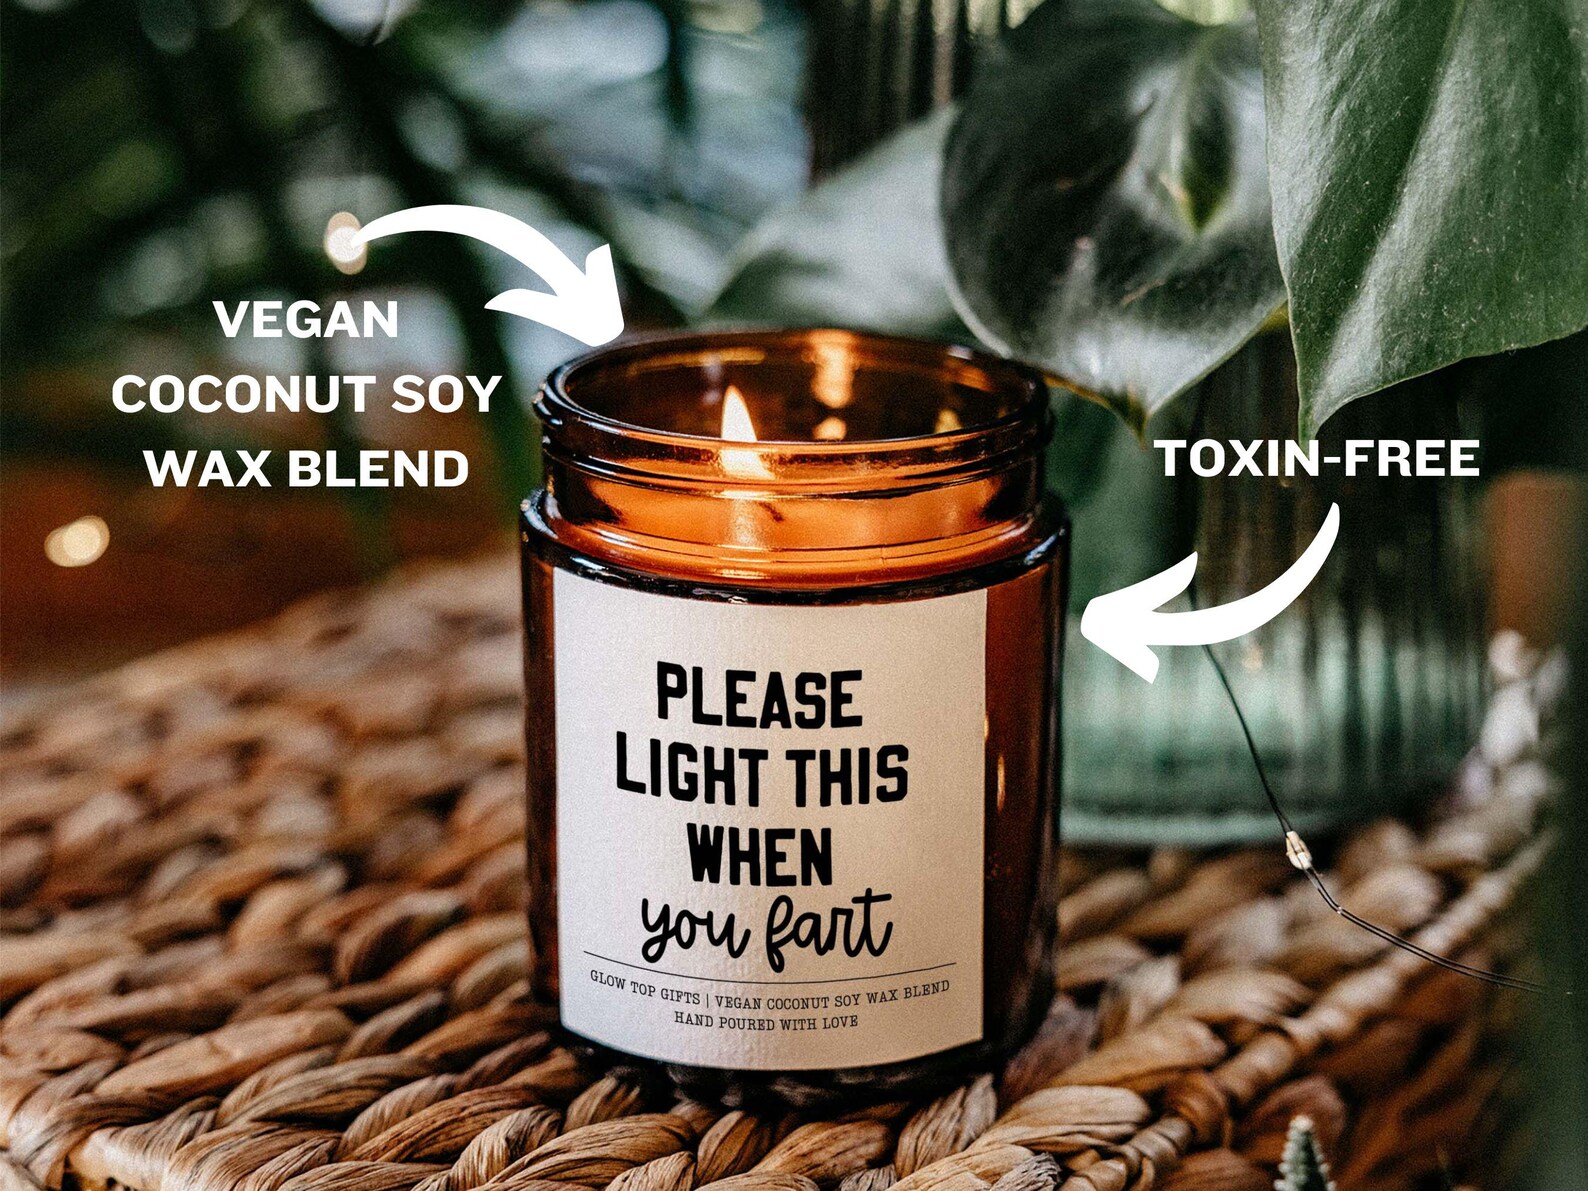 VEGAN
COCONUT SOY
WAX BLEND
TOXIN-FREE
PLEASE
LIGHT THIS
WHEN
you fart
GLOW TOP GIFTS | VEGAN COCONUT SOY WAX BLEND
HAND POURED WITH LOVE